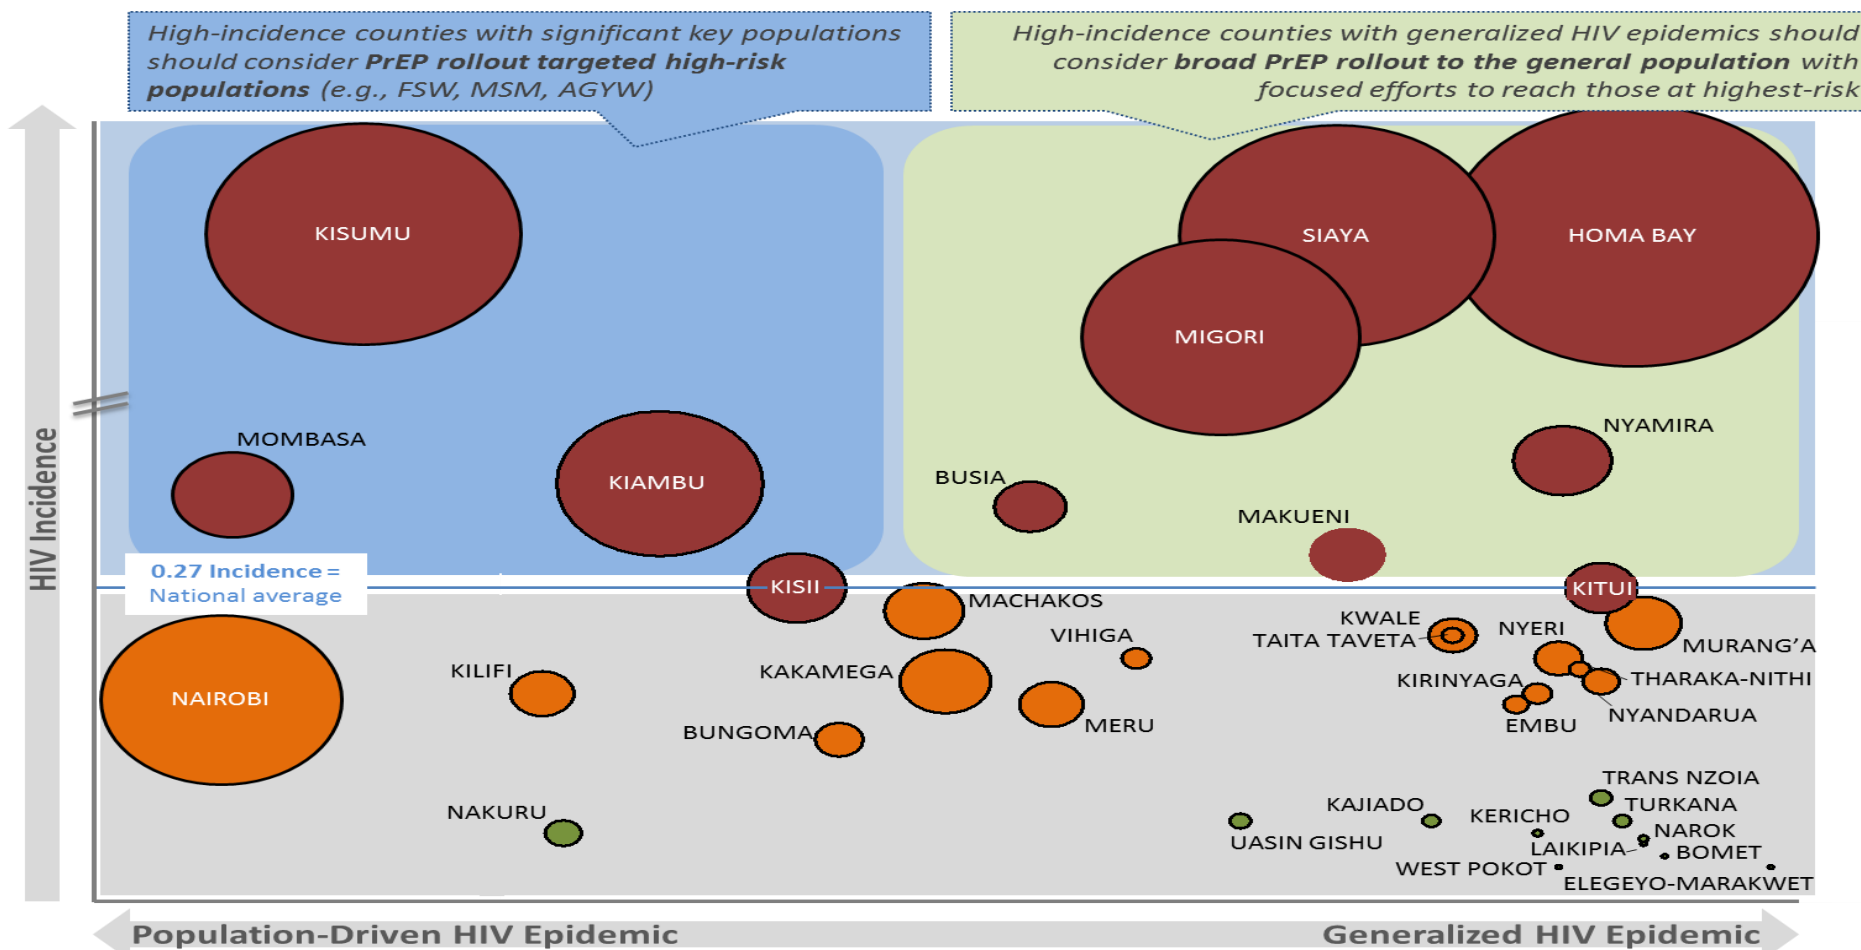 High-incidence counties with significant key populations
should consider PrEP rollout targeted high-risk
populations (e.g., FSW, MSM, AGYW)
High-incidence counties with generalized HIV epidemics should
consider broad PrEP rollout to the general population with
focused efforts to reach those at highest-risk
HIV Incidence
KISUMU
SIAYA
HOMA BAY
MIGORI
MOMBASA
KIAMBU
BUSIA
NYAMIRA
MAKUENI
0.27 Incidence =
National average
KISII
KITUI
MACHAKOS
VIHIGA
KWALE
TAITA TAVETA
NYERI
MURANG’A
NAIROBI
KILIFI
KAKAMEGA
KIRINYAGA
THARAKA-NITHI
BUNGOMA
MERU
EMBU
NYANDARUA
TRANS NZOIA
NAKURU
KAJIADO
KERICHO
TURKANA
UASIN GISHU
NAROK
LAIKIPIA
BOMET
WEST POKOT
ELEGEYO-MARAKWET
Population-Driven HIV Epidemic
Generalized HIV Epidemic